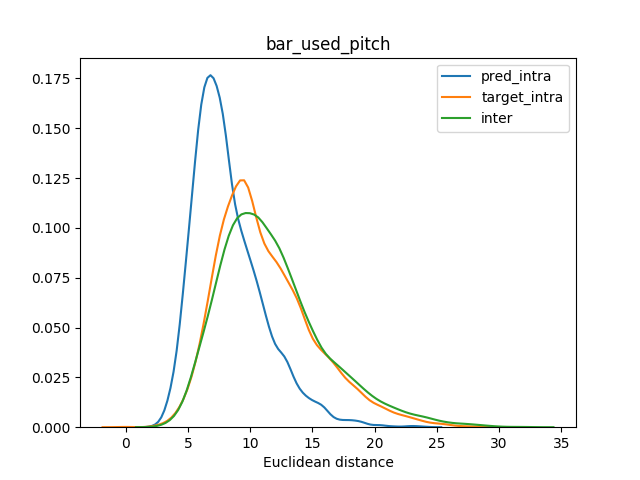 bar_used_pitch
pred_intra
target_intra
inter
0.175
0.150
0.125
0.100
0.075
0.050
0.025
0.000
0 5 10 15 20 25 30 35
Euclidean distance